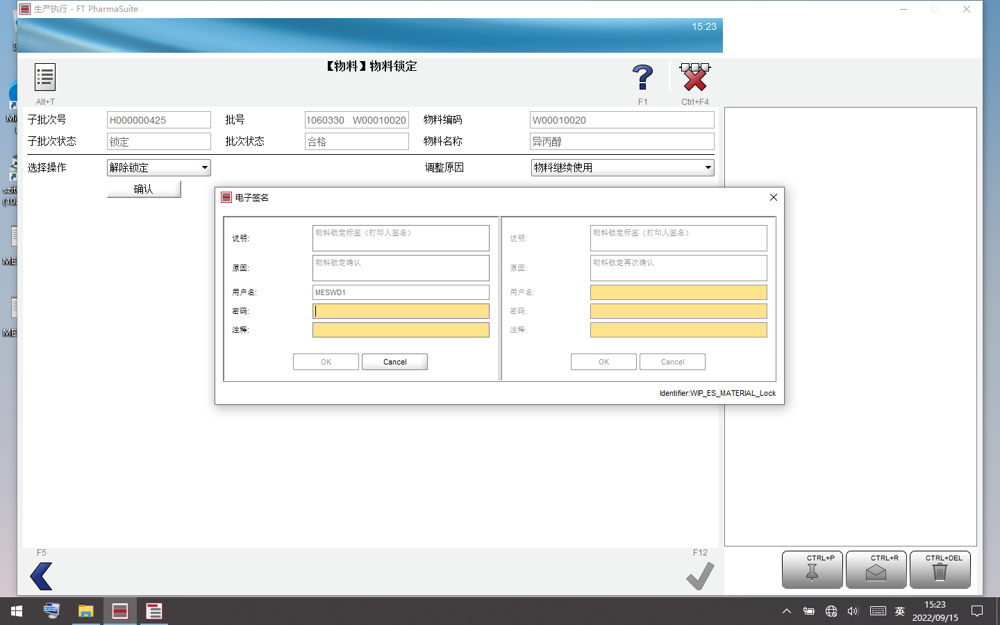 生产执行 - FT PharmaSuite
15:23
【物料】物料锁定
Alt+T
F1
Ctrl+F4
子批次号 H000000425 批号 1060330 W00010020 物料编码 W00010020
子批次状态 锁定 批次状态 合格 物料名称 异丙醇
选择操作 解除锁定 调整原因 物料继续使用
确认
电子签名
说明: 物料锁定标签（打印人签名） 说明: 物料锁定标签（打印人签名）
原因: 物料锁定确认 原因: 物料锁定再次确认
用户名: MESWD1 用户名:
密码: 密码:
注释: 注释:
OK Cancel OK Cancel
Identifier:WIP_ES_MATERIAL_Lock
F5
F12
CTRL+P
CTRL+R
CTRL+DEL
英
15:23
2022/09/15